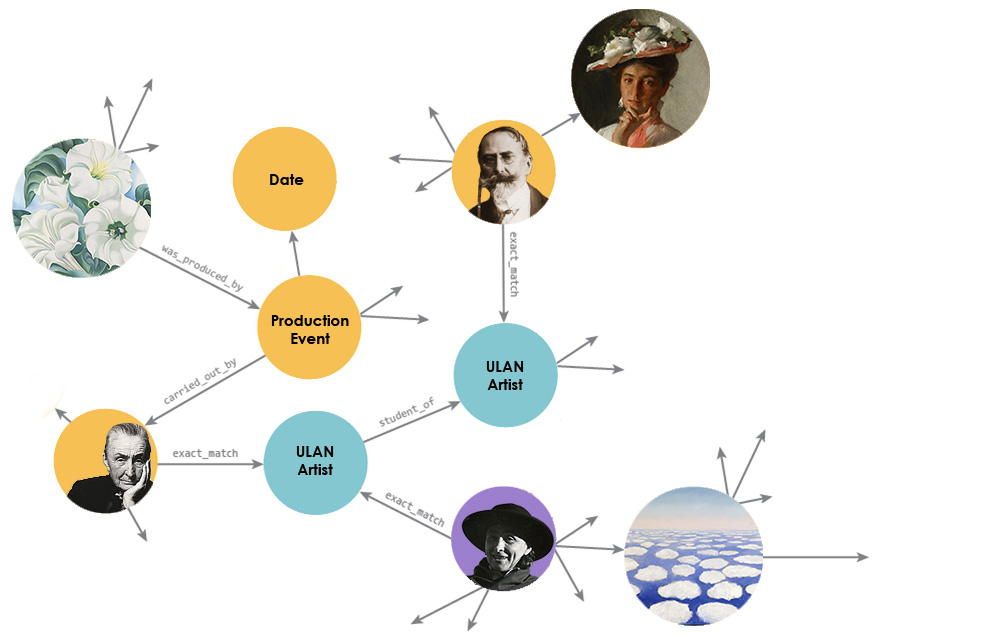 Date
was_produced_by
exact_match
Production
Event
carried_out_by
ULAN
Artist
student_of
exact_match
ULAN
Artist
exact_match